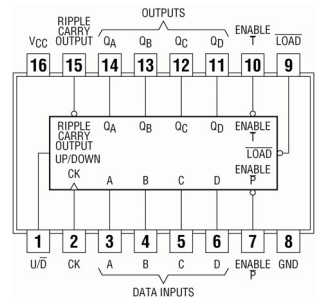 OUTPUTS
RIPPLE
CARRY
OUTPUT
VCC
QA QB QC QD
ENABLE
T̅
L̅O̅A̅D̅
16 15 14 13 12 11 10 9
RIPPLE
CARRY
OUTPUT
QA QB QC QD
ENABLE
T̅
UP/DOWN
L̅O̅A̅D̅
ENABLE
P̅
CK A B C D
1 2 3 4 5 6 7 8
U/D̅ CK A B C D ENABLE GND
P̅
DATA INPUTS